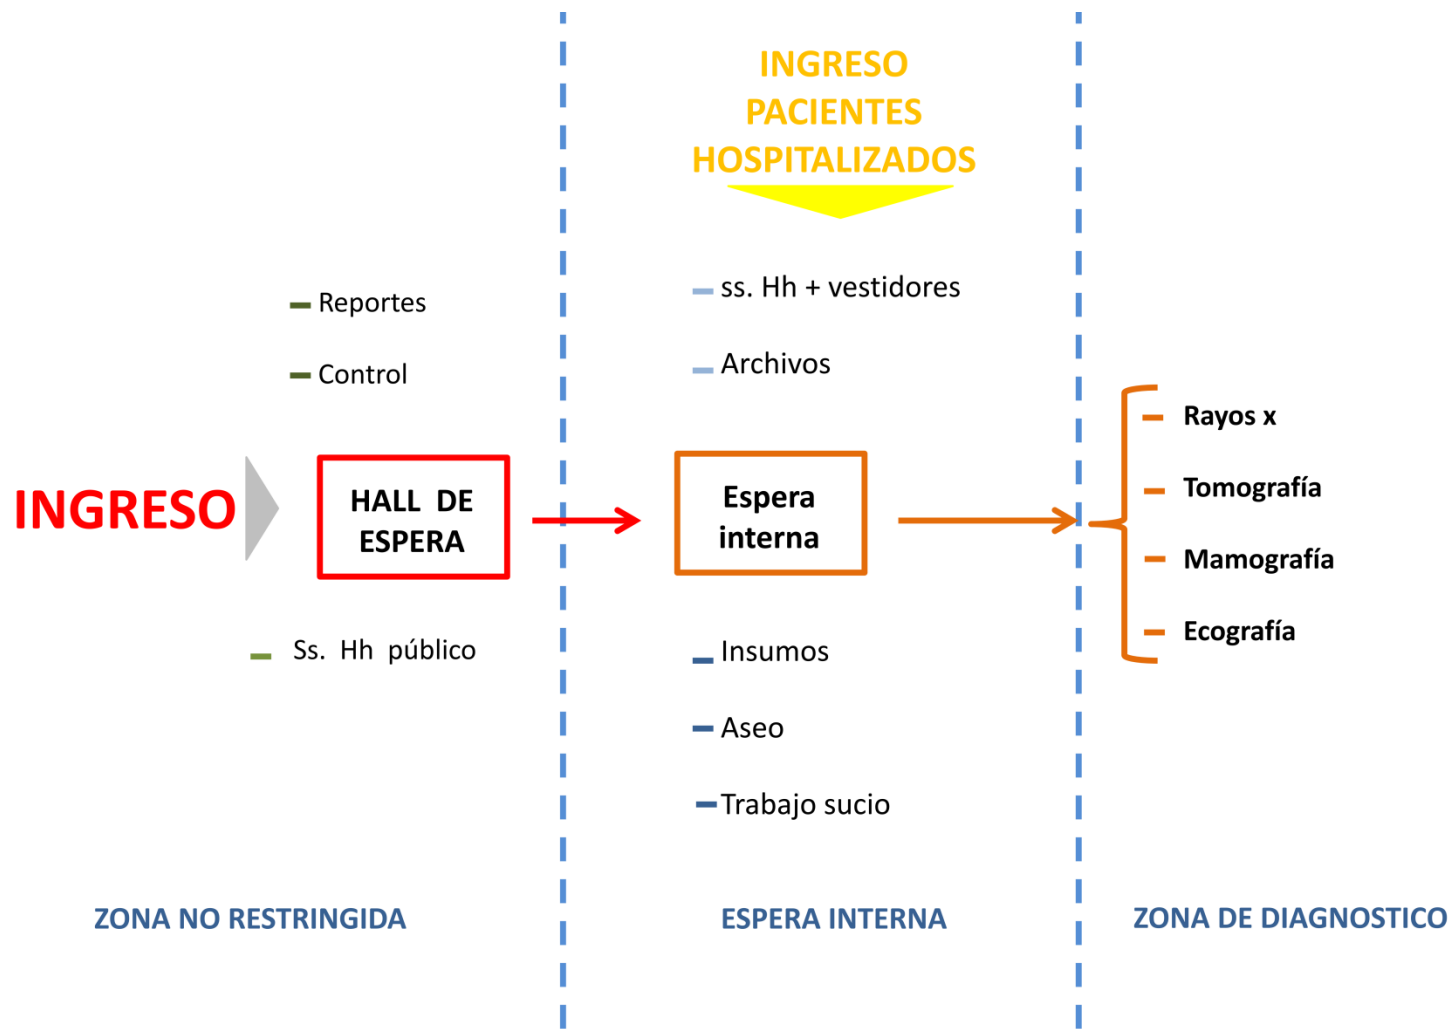 INGRESO
PACIENTES
HOSPITALIZADOS
Reportes
Control
INGRESO
HALL DE
ESPERA
Ss. Hh público
ss. Hh + vestidores
Archivos
Espera
interna
Insumos
Aseo
Trabajo sucio
Rayos x
Tomografía
Mamografía
Ecografía
ZONA NO RESTRINGIDA
ESPERA INTERNA
ZONA DE DIAGNOSTICO